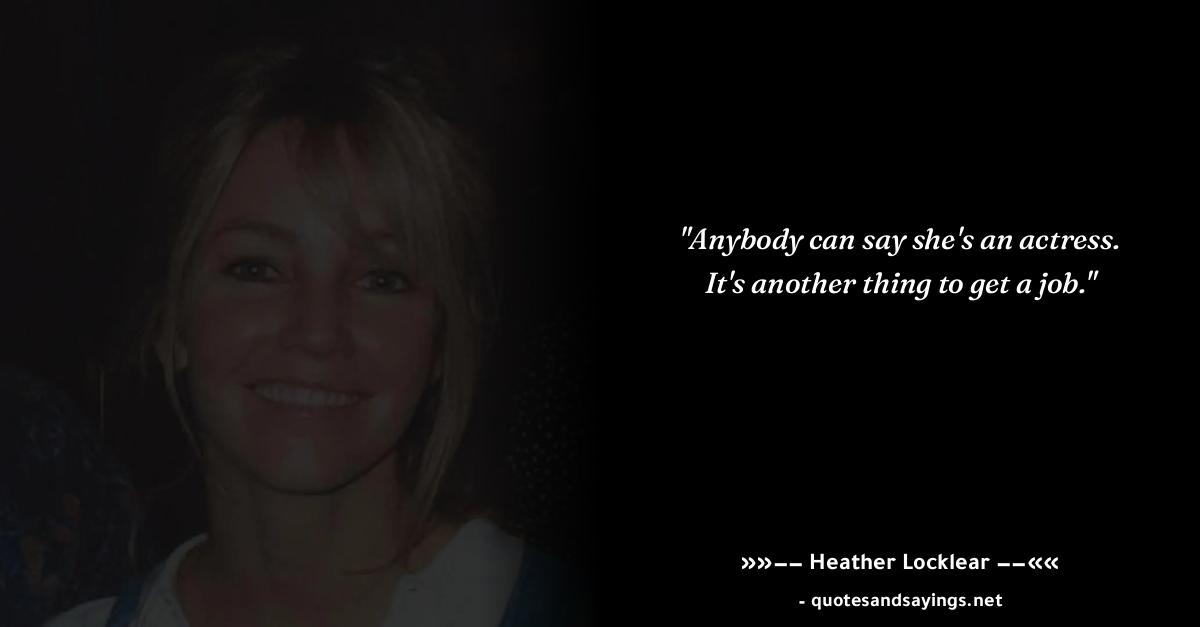 "Anybody can say she's an actress.
It's another thing to get a job."
»»–– Heather Locklear ––««
- quotesandsayings.net